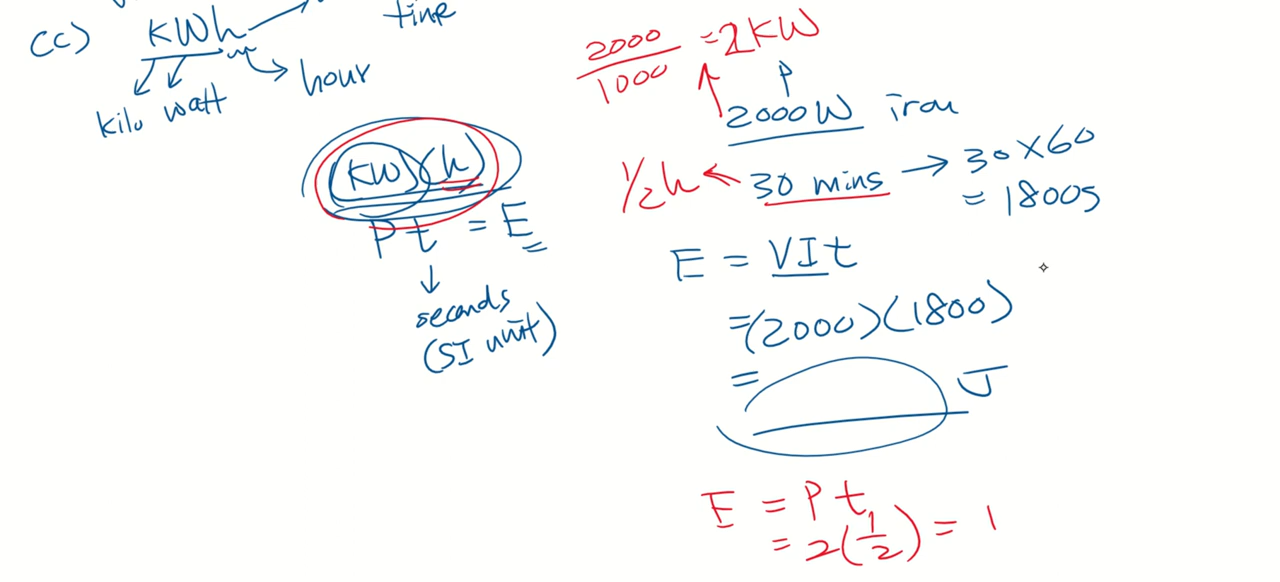 (c) KWh
time
kilo watt
hour
(KW)(h)
Pt = E
seconds
(SI unit)
2000/1000 = 2KW
P
2000W iron
1/2h ← 30 mins → 30×60
= 1800s
E = VIt
=(2000)(1800)
= J
E = Pt
= 2(1/2) = 1